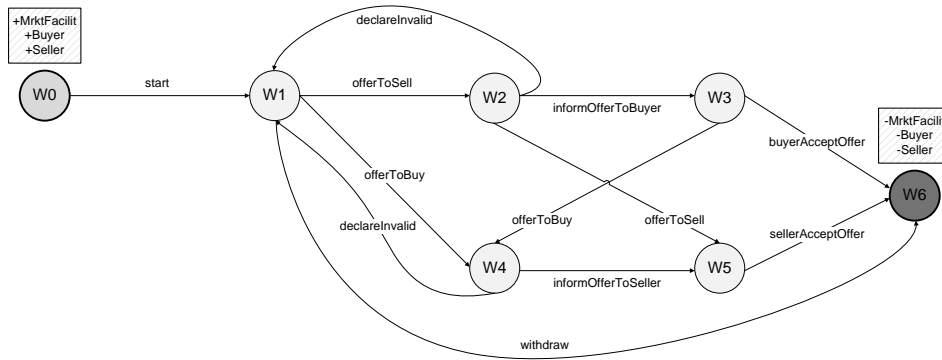 +MrktFacilit
+Buyer
+Seller
W0
start
W1
declareInvalid
offerToSell
W2
informOfferToBuyer
W3
-MrktFacilit
-Buyer
-Seller
buyerAcceptOffer
W6
offerToBuy
declareInvalid
offerToBuy
offerToSell
sellerAcceptOffer
W4
informOfferToSeller
W5
withdraw